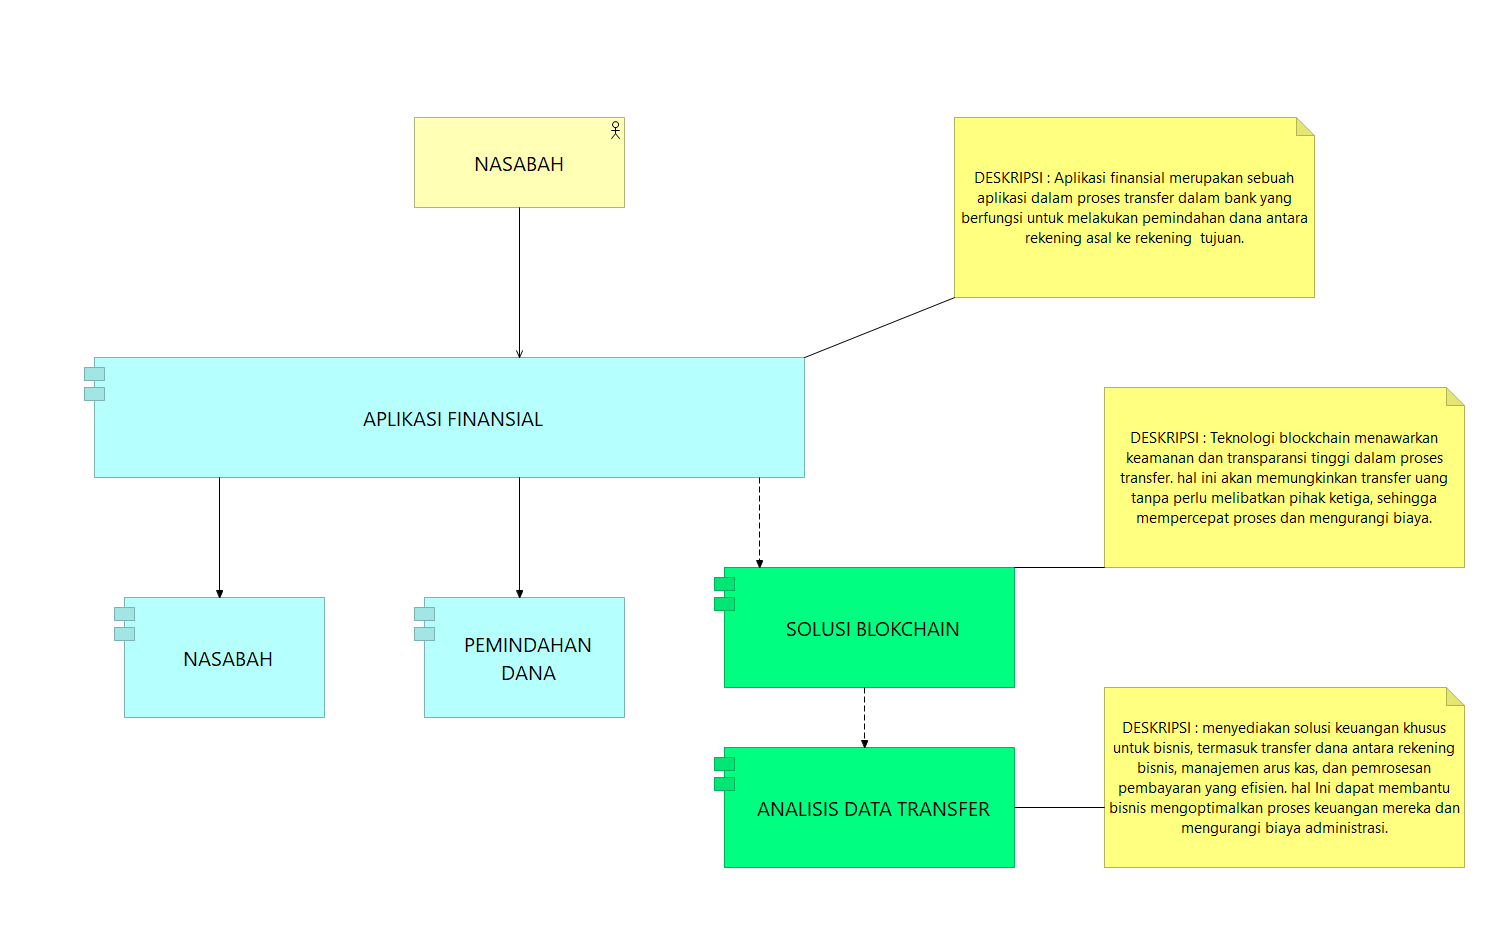 NASABAH
DESKRIPSI : Aplikasi finansial merupakan sebuah
aplikasi dalam proses transfer dalam bank yang
berfungsi untuk melakukan pemindahan dana antara
rekening asal ke rekening  tujuan.
APLIKASI FINANSIAL
DESKRIPSI : Teknologi blockchain menawarkan
keamanan dan transparansi tinggi dalam proses
transfer. hal ini akan memungkinkan transfer uang
tanpa perlu melibatkan pihak ketiga, sehingga
mempercepat proses dan mengurangi biaya.
NASABAH
PEMINDAHAN
DANA
SOLUSI BLOKCHAIN
ANALISIS DATA TRANSFER
DESKRIPSI : menyediakan solusi keuangan khusus
untuk bisnis, termasuk transfer dana antara rekening
bisnis, manajemen arus kas, dan pemrosesan
pembayaran yang efisien. hal Ini dapat membantu
bisnis mengoptimalkan proses keuangan mereka dan
mengurangi biaya administrasi.